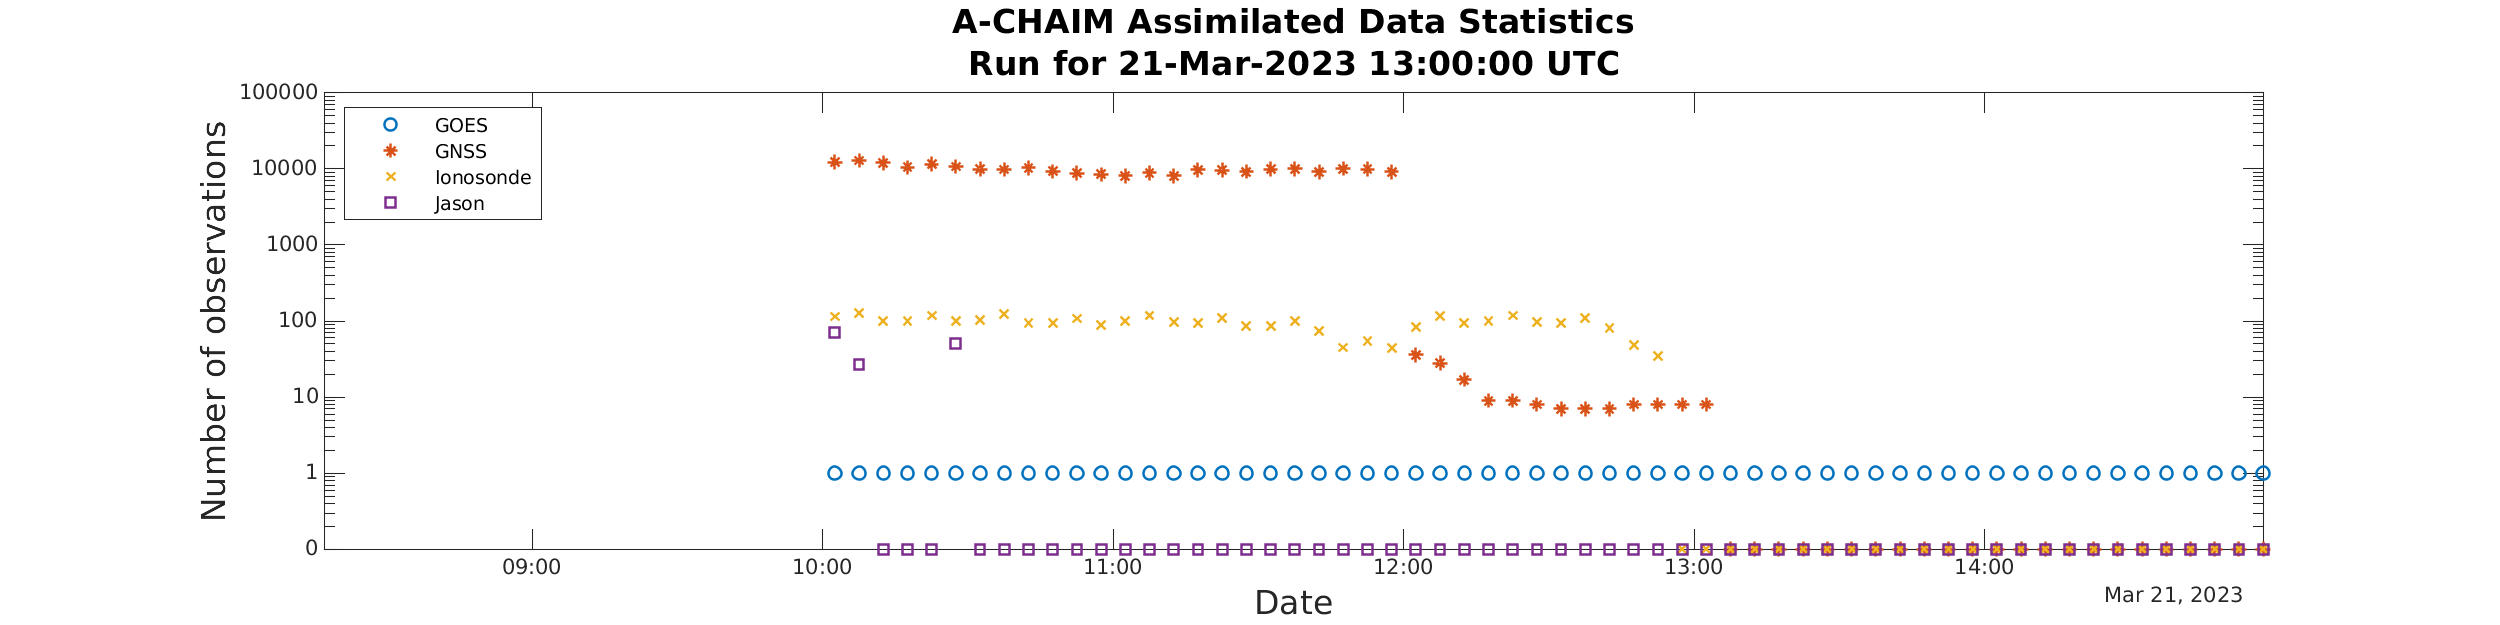 A-CHAIM Assimilated Data Statistics
Run for 21-Mar-2023 13:00:00 UTC
Number of observations
100000
10000
1000
100
10
1
0
GOES
GNSS
Ionosonde
Jason
09:00 10:00 11:00 12:00 13:00 14:00
Date
Mar 21, 2023